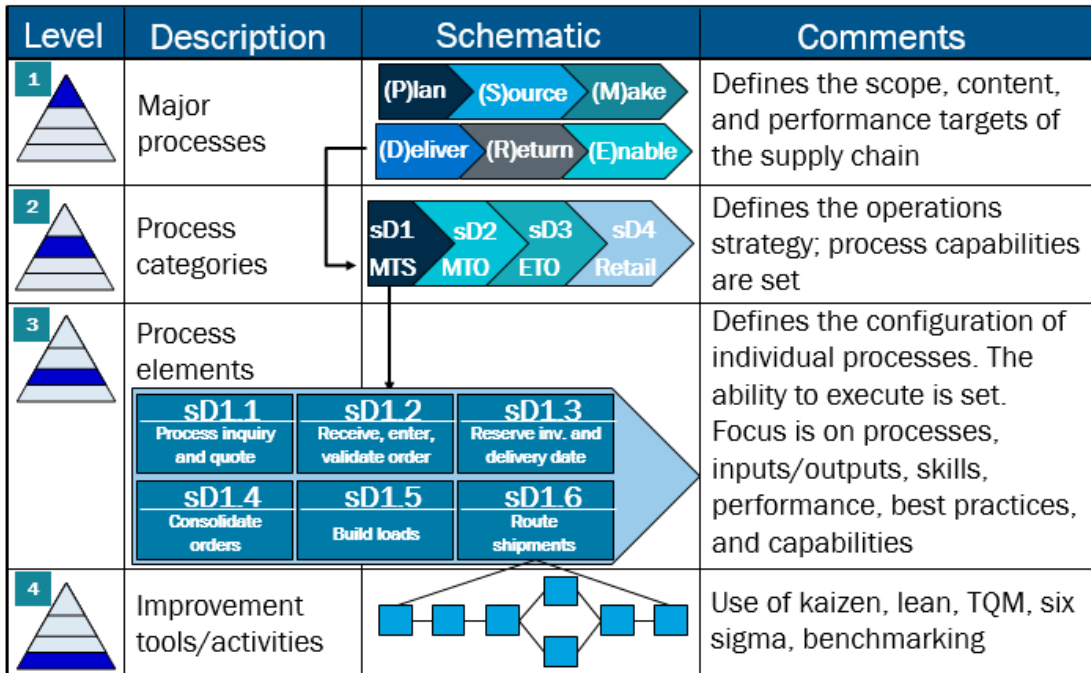 Level
Description
Schematic
Comments
1
Major
processes
(P)lan
(S)ource
(M)ake
(D)eliver
(R)eturn
(E)nable
Defines the scope, content,
and performance targets of
the supply chain
2
Process
categories
sD1
MTS
sD2
MTO
sD3
ETO
sD4
Retail
Defines the operations
strategy; process capabilities
are set
3
Process
elements
sD1.1
Process inquiry
and quote
sD1.2
Receive, enter,
validate order
sD1.3
Reserve inv. and
delivery date
sD1.4
Consolidate
orders
sD1.5
Build loads
sD1.6
Route
shipments
Defines the configuration of
individual processes. The
ability to execute is set.
Focus is on processes,
inputs/outputs, skills,
performance, best practices,
and capabilities
4
Improvement
tools/activities
Use of kaizen, lean, TQM, six
sigma, benchmarking